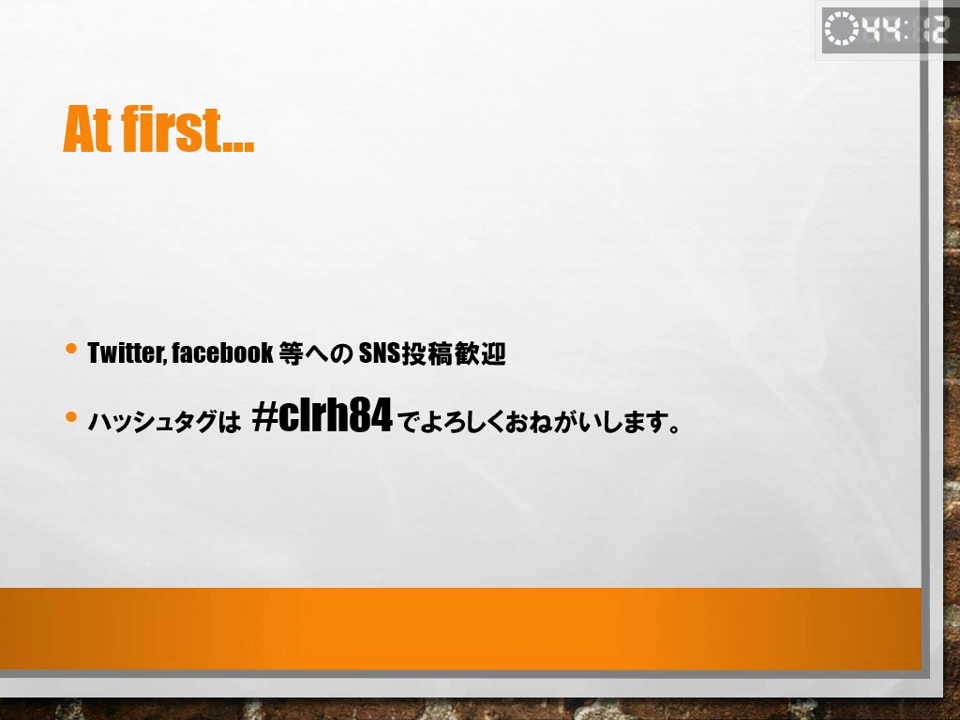 44:12
At first...
• Twitter, facebook 等への SNS投稿歓迎
• ハッシュタグは #clrh84 でよろしくおねがいします。